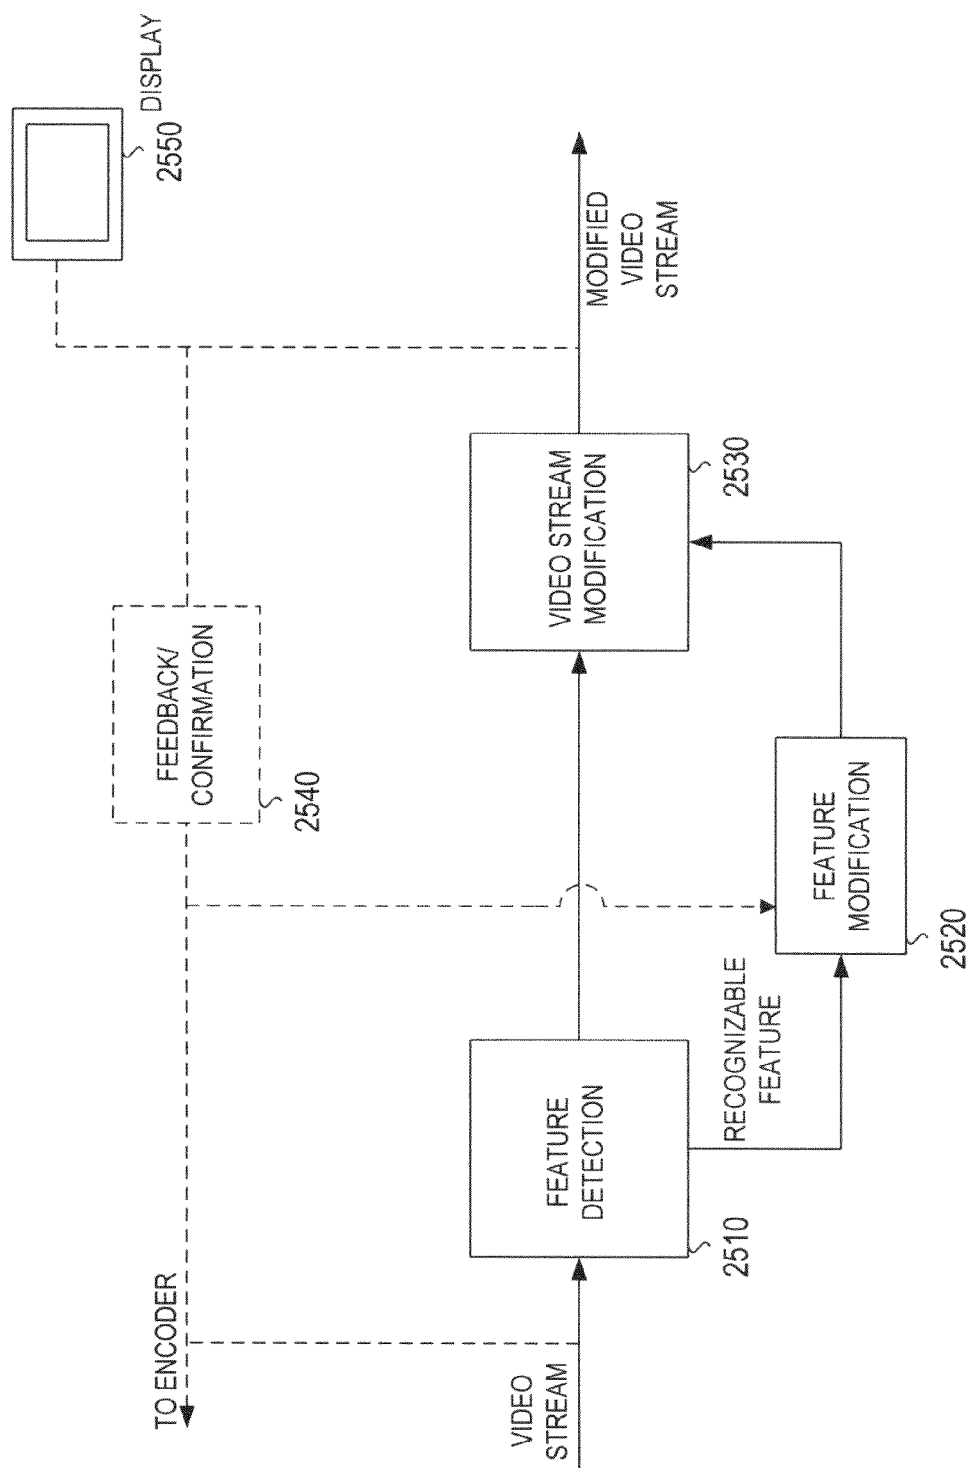 DISPLAY
2550
FEEDBACK/
CONFIRMATION
2540
TO ENCODER
VIDEO
STREAM
FEATURE
DETECTION
2510
RECOGNIZABLE
FEATURE
FEATURE
MODIFICATION
2520
VIDEO STREAM
MODIFICATION
2530
MODIFIED
VIDEO
STREAM